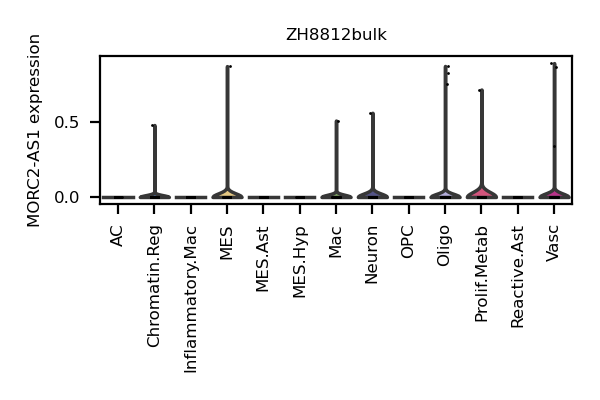 ZH8812bulk
MORC2-AS1 expression
0.5
0.0
AC
Chromatin.Reg
Inflammatory.Mac
MES
MES.Ast
MES.Hyp
Mac
Neuron
OPC
Oligo
Prolif.Metab
Reactive.Ast
Vasc